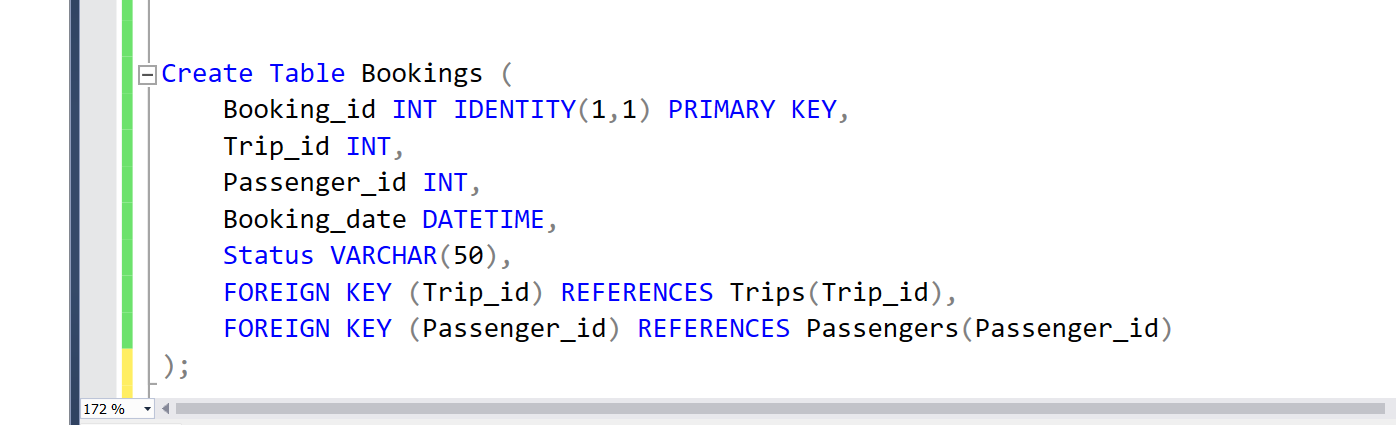 Create Table Bookings (
    Booking_id INT IDENTITY(1,1) PRIMARY KEY,
    Trip_id INT,
    Passenger_id INT,
    Booking_date DATETIME,
    Status VARCHAR(50),
    FOREIGN KEY (Trip_id) REFERENCES Trips(Trip_id),
    FOREIGN KEY (Passenger_id) REFERENCES Passengers(Passenger_id)
);
172 %